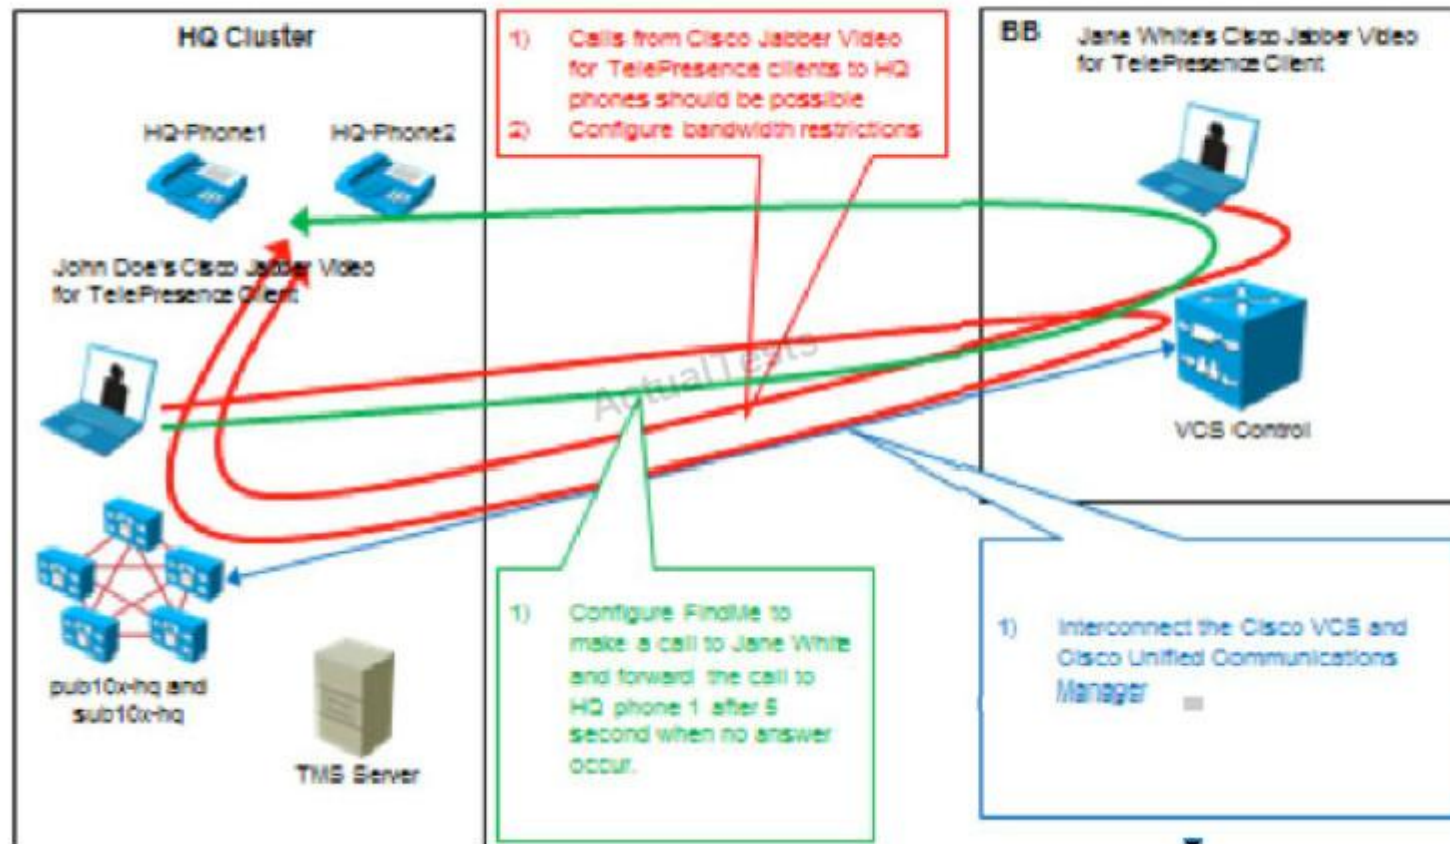 HQ Cluster
HQ-Phone1
HQ-Phone2
John Doe's Cisco Jabber Video
for TelePresence Client
pub10x-hq and
sub10x-hq
TMS Server
1) Calls from Cisco Jabber Video
for TelePresence clients to HQ
phones should be possible
2) Configure bandwidth restrictions
ActualTests
1) Configure FindMe to
make a call to Jane White
and forward the call to
HQ phone 1 after 5
second when no answer
occur.
BB
Jane White's Cisco Jabber Video
for TelePresence Client
VCS Control
1) Interconnect the Cisco VCS and
Cisco Unified Communications
Manager